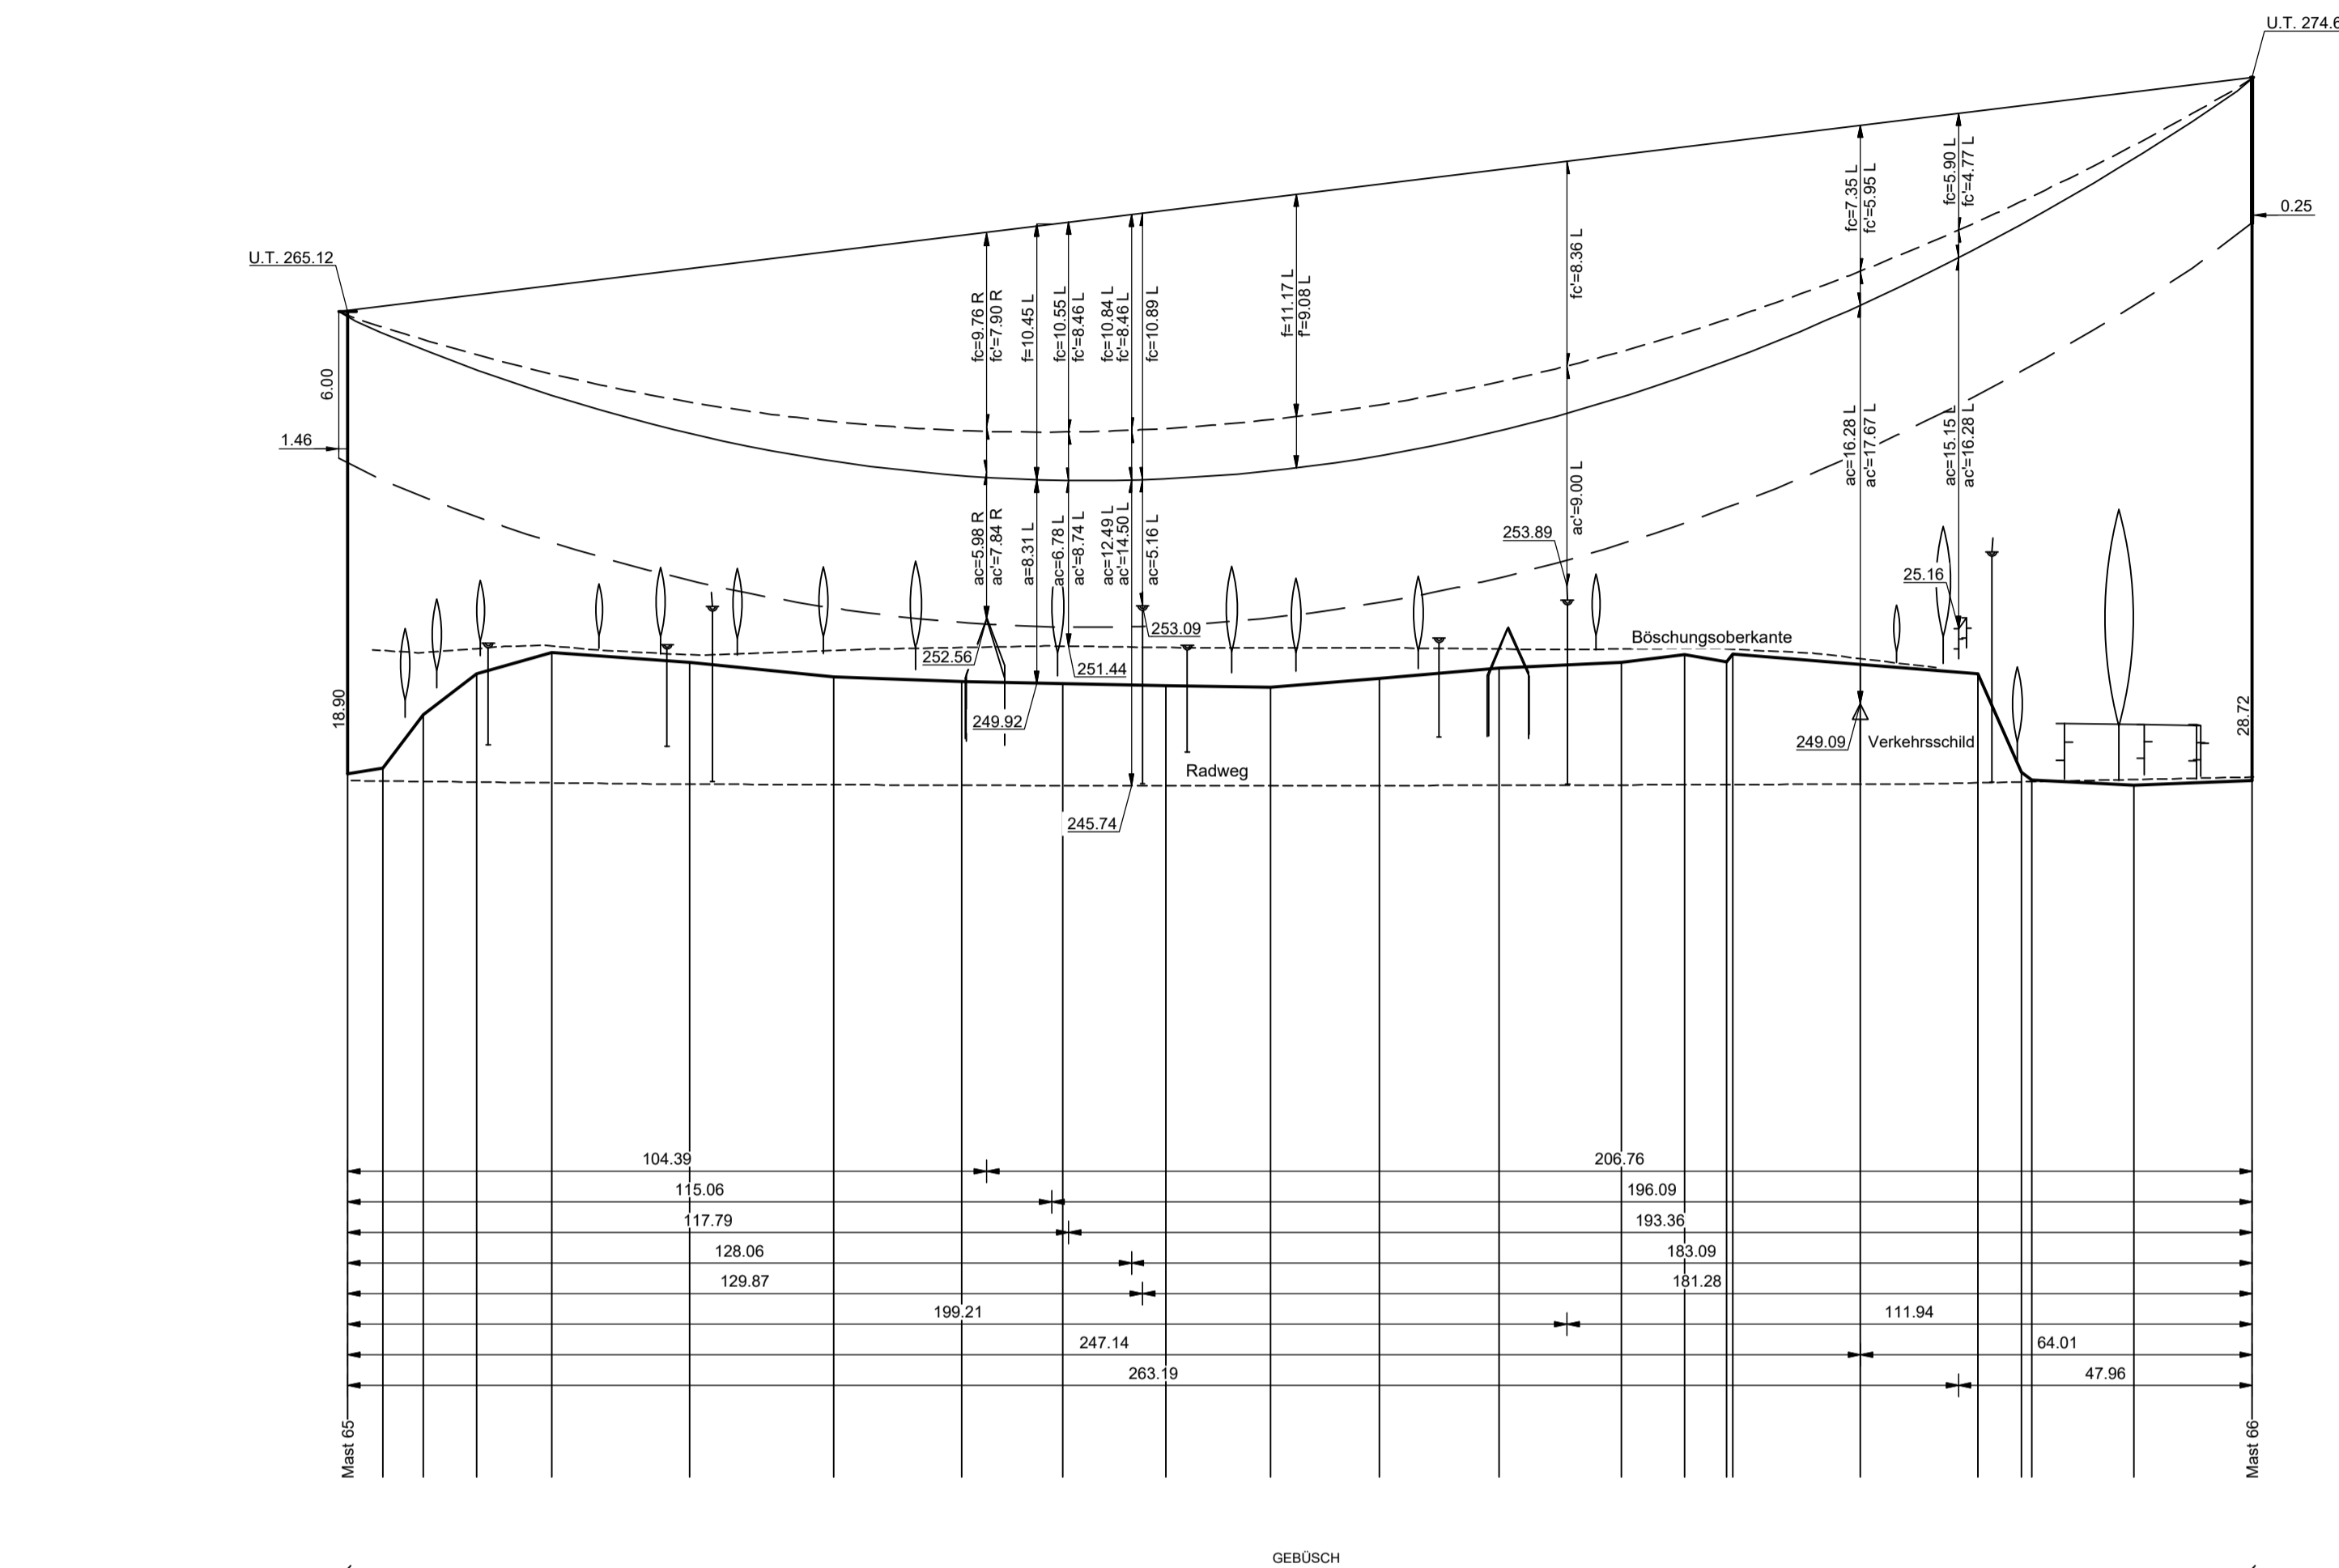 U.T. 274.6
U.T. 265.12
6.00
1.46
18.90
0.25
28.72
fc=9.76 R
fc'=7.90 R
f=10.45 L
fc=10.55 L
fc'=8.46 L
fc=10.84 L
fc'=8.46 L
fc=10.89 L
f=11.17 L
f'=9.08 L
fc'=8.36 L
fc=7.35 L
fc'=5.95 L
fc=5.90 L
fc'=4.77 L
ac=5.98 R
ac'=7.84 R
a=8.31 L
ac=6.78 L
ac'=8.74 L
ac=12.49 L
ac'=14.50 L
ac=5.16 L
ac'=9.00 L
ac=16.28 L
ac'=17.67 L
ac=15.15 L
ac'=16.28 L
253.89
25.16
253.09
252.56
251.44
249.92
245.74
249.09
Böschungsoberkante
Verkehrsschild
Radweg
104.39
206.76
115.06
196.09
117.79
193.36
128.06
183.09
129.87
181.28
199.21
111.94
247.14
64.01
263.19
47.96
Mast 65
Mast 66
GEBÜSCH